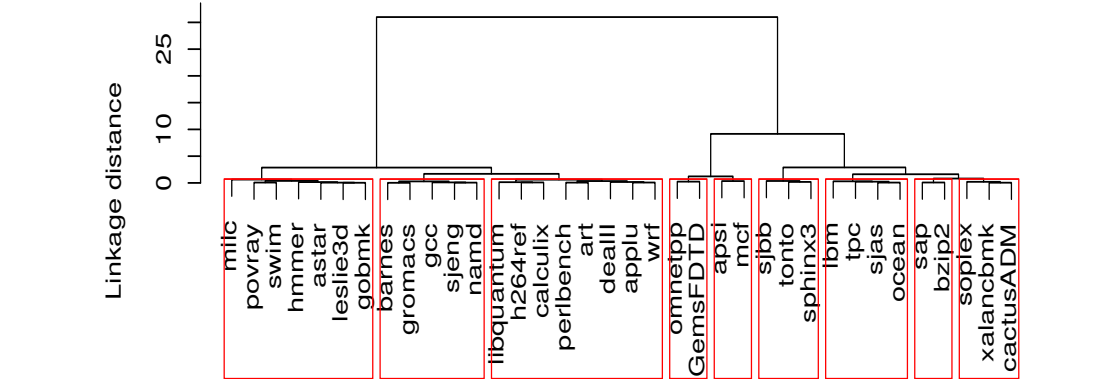 Linkage distance
25
10
0
milc
povray
swim
hmmer
astar
leslie3d
gobmk
barnes
gromacs
gcc
sjeng
namd
libquantum
h264ref
calculix
perlbench
art
dealII
applu
wrf
omnetpp
GemsFDTD
apsi
mcf
sjbb
tonto
sphinx3
lbm
tpc
sjas
ocean
sap
bzip2
soplex
xalancbmk
cactusADM